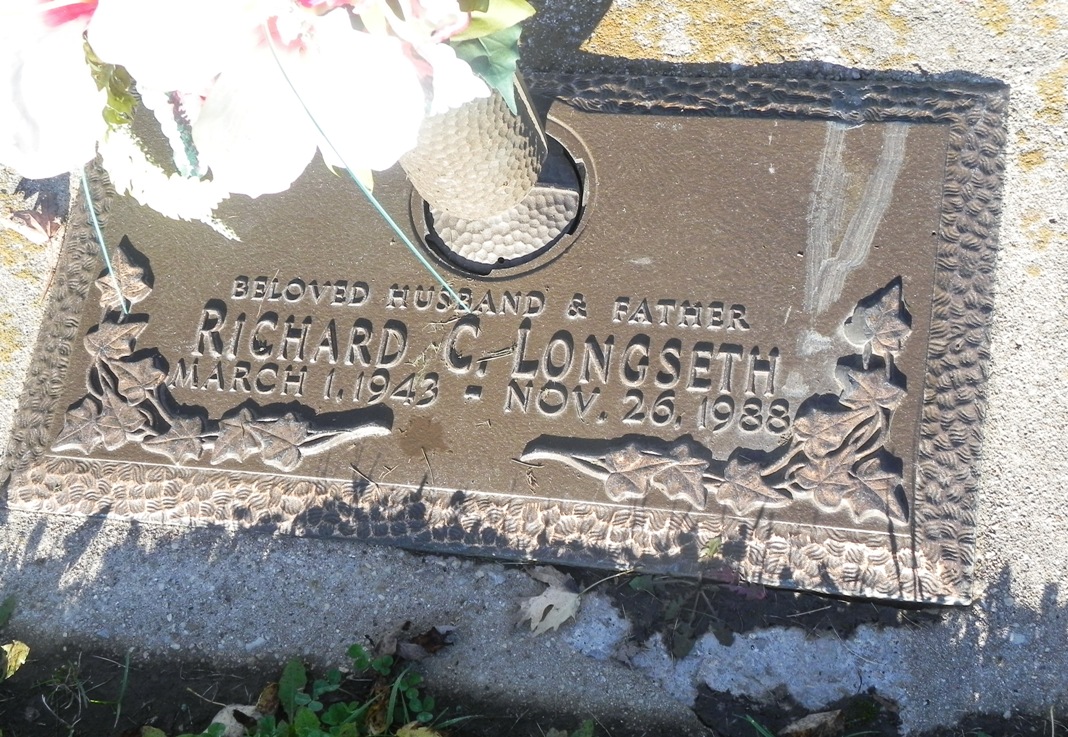 BELOVED HUSBAND & FATHER
RICHARD C. LONGSETH
MARCH 1, 1943 - NOV. 26, 1988